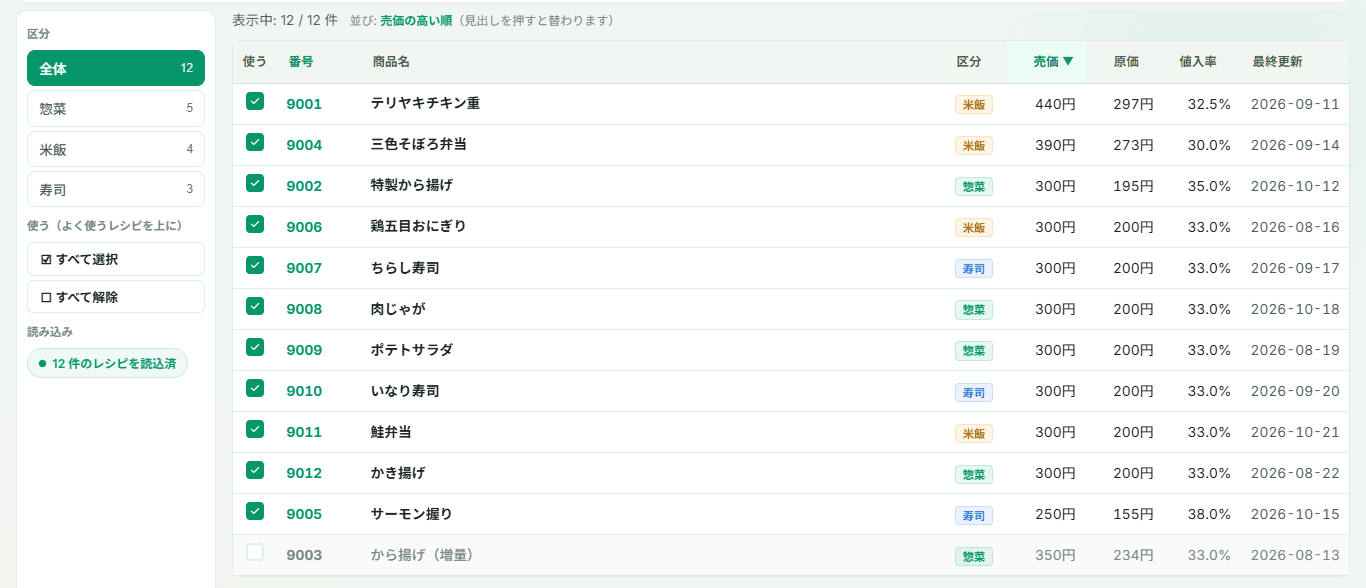 区分
全体 12
惣菜 5
米飯 4
寿司 3
使う（よく使うレシピを上に）
☑ すべて選択
☐ すべて解除
読み込み
● 12 件のレシピを読込済
表示中: 12 / 12 件 並び: 売価の高い順（見出しを押すと替わります）
使う 番号 商品名 区分 売価▼ 原価 値入率 最終更新
9001 テリヤキチキン重 米飯 440円 297円 32.5% 2026-09-11
9004 三色そぼろ弁当 米飯 390円 273円 30.0% 2026-09-14
9002 特製から揚げ 惣菜 300円 195円 35.0% 2026-10-12
9006 鶏五目おにぎり 米飯 300円 200円 33.0% 2026-08-16
9007 ちらし寿司 寿司 300円 200円 33.0% 2026-09-17
9008 肉じゃが 惣菜 300円 200円 33.0% 2026-10-18
9009 ポテトサラダ 惣菜 300円 200円 33.0% 2026-08-19
9010 いなり寿司 寿司 300円 200円 33.0% 2026-09-20
9011 鮭弁当 米飯 300円 200円 33.0% 2026-10-21
9012 かき揚げ 惣菜 300円 200円 33.0% 2026-08-22
9005 サーモン握り 寿司 250円 155円 38.0% 2026-10-15
9003 から揚げ（増量） 惣菜 350円 234円 33.0% 2026-08-13